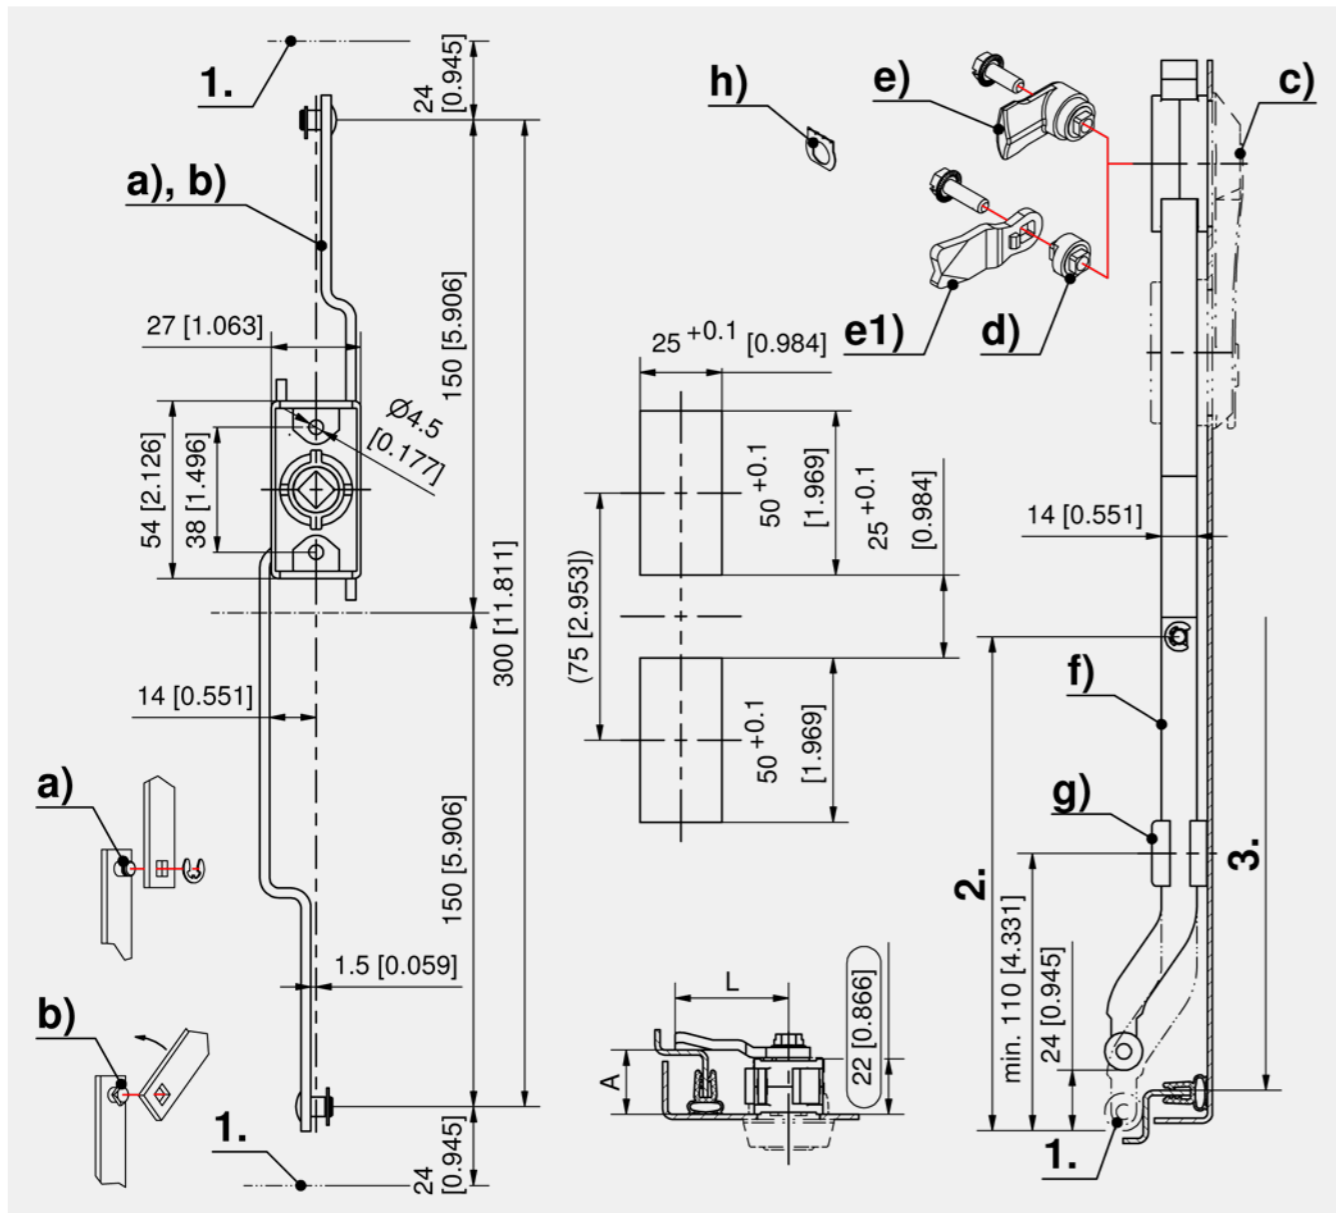 1.
24
[0.945]
a), b)
27 [1.063]
150 [5.906]
Ø4.5
[0.177]
54 [2.126]
38 [1.496]
300 [11.811]
14 [0.551]
150 [5.906]
1.5 [0.059]
a)
b)
1.
24
[0.945]
h)
e)
c)
e1)
d)
25 +0.1 [0.984]
50 +0.1
[1.969]
25 +0.1
[0.984]
(75 [2.953])
50 +0.1
[1.969]
L
A
22 [0.866]
14 [0.551]
f)
g)
2.
3.
min. 110 [4.331]
24 [0.945]
1.